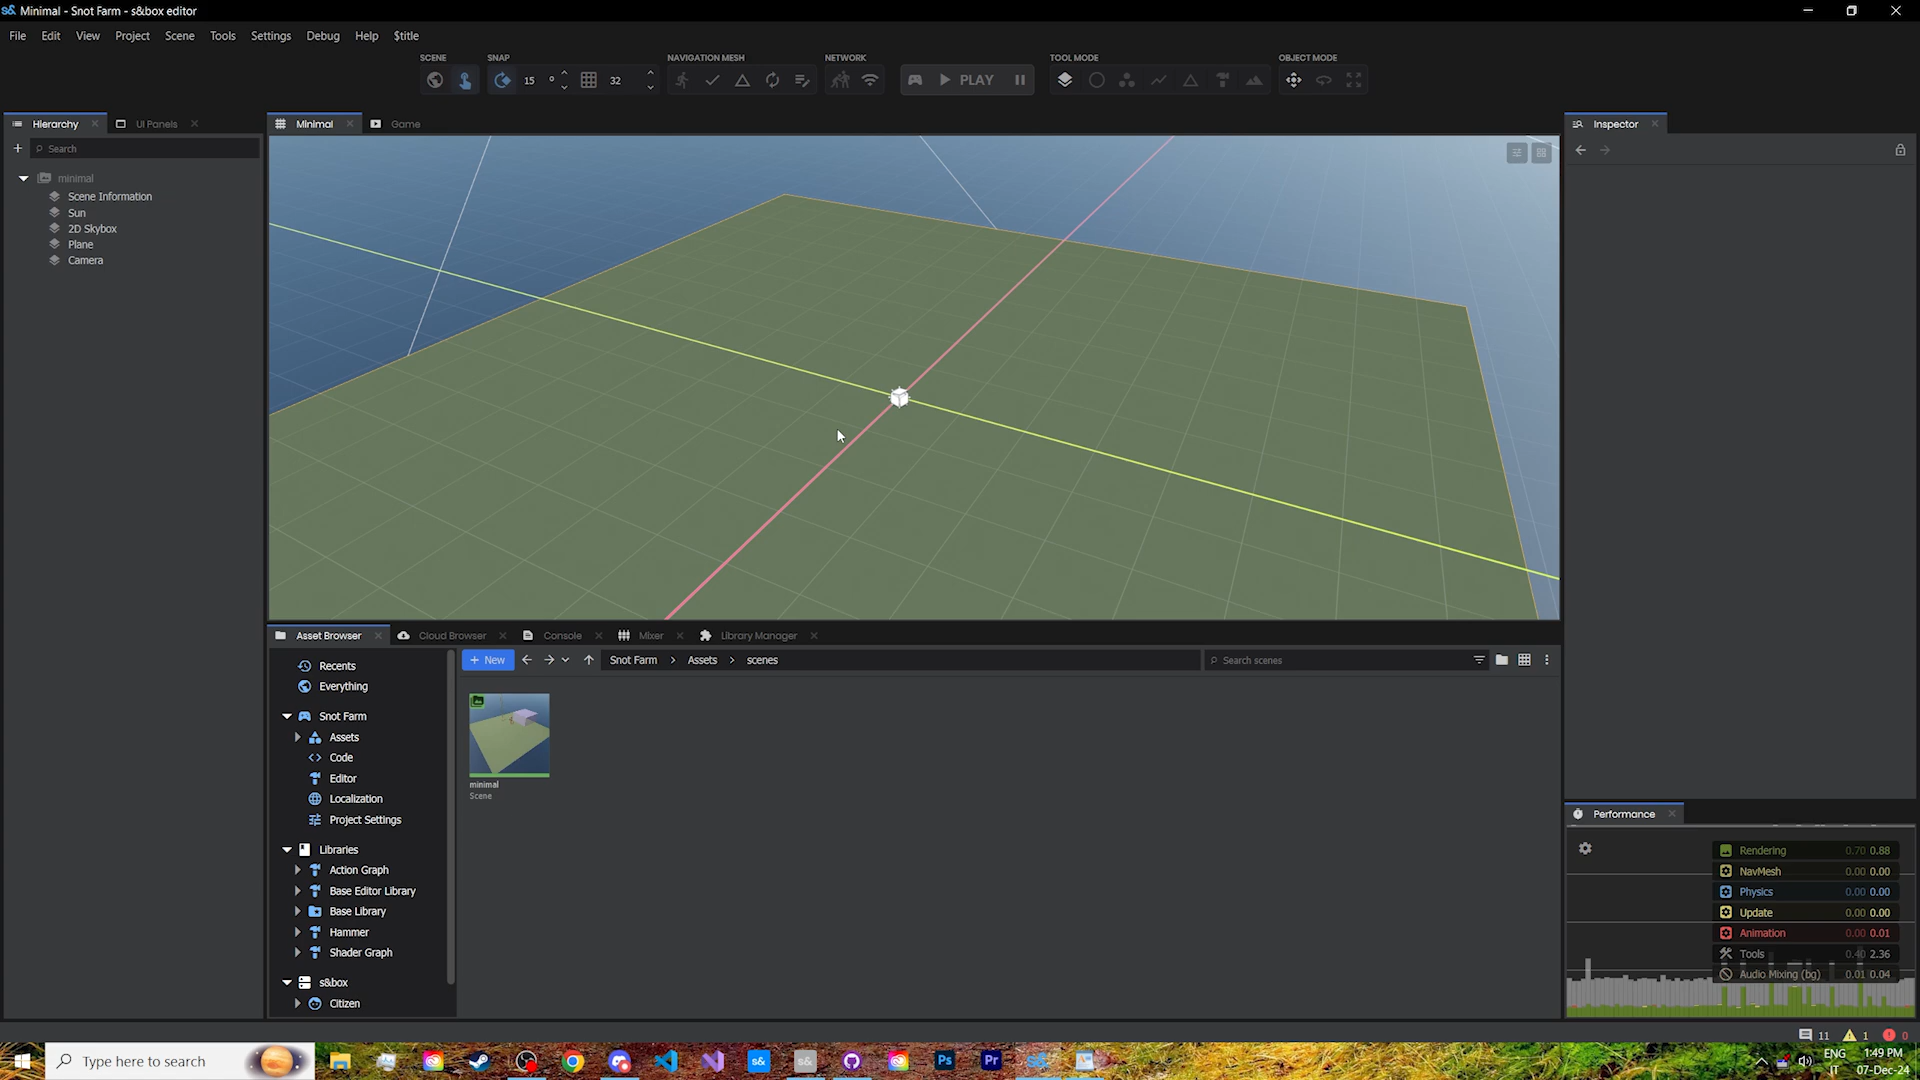 Minimal - Snot Farm - s&box editor
File Edit View Project Scene Tools Settings Debug Help $title
SCENE SNAP NAVIGATION MESH NETWORK TOOL MODE OBJECT MODE
15 ° 32 PLAY
Hierarchy UI Panels Minimal Game Inspector
Search
minimal
Scene Information
Sun
2D Skybox
Plane
Camera
Asset Browser Cloud Browser Console Mixer Library Manager
+ New Snot Farm > Assets > scenes Search scenes
Recents
Everything
Snot Farm
Assets
Code
Editor
Localization
Project Settings
Libraries
Action Graph
Base Editor Library
Base Library
Hammer
Shader Graph
s&box
Citizen
minimal
Scene
Performance
Rendering 0.70 0.88
NavMesh 0.00 0.00
Physics 0.00 0.00
Update 0.00 0.00
Animation 0.00 0.01
Tools 0.40 2.36
Audio Mixing (bg) 0.01 0.04
11 1 0
Type here to search
s&
s&
Ps
Pr
s&
ENG
IT
1:49 PM
07-Dec-24